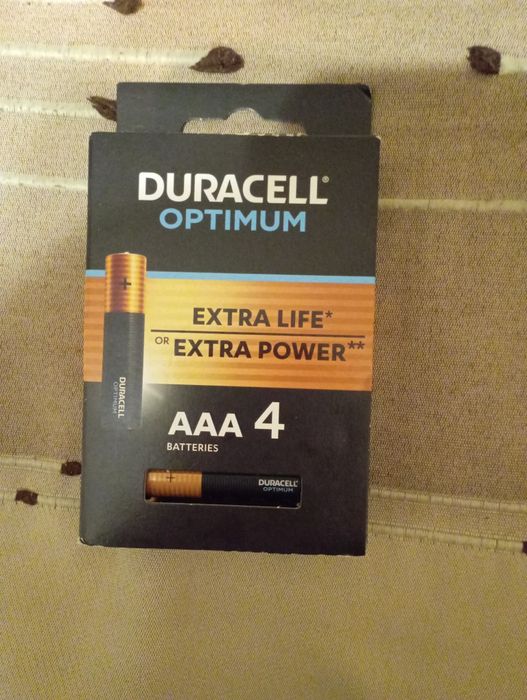 DURACELL®
OPTIMUM
EXTRA LIFE*
OR EXTRA POWER**
AAA 4
BATTERIES
DURACELL
OPTIMUM
+
DURACELL
OPTIMUM
+